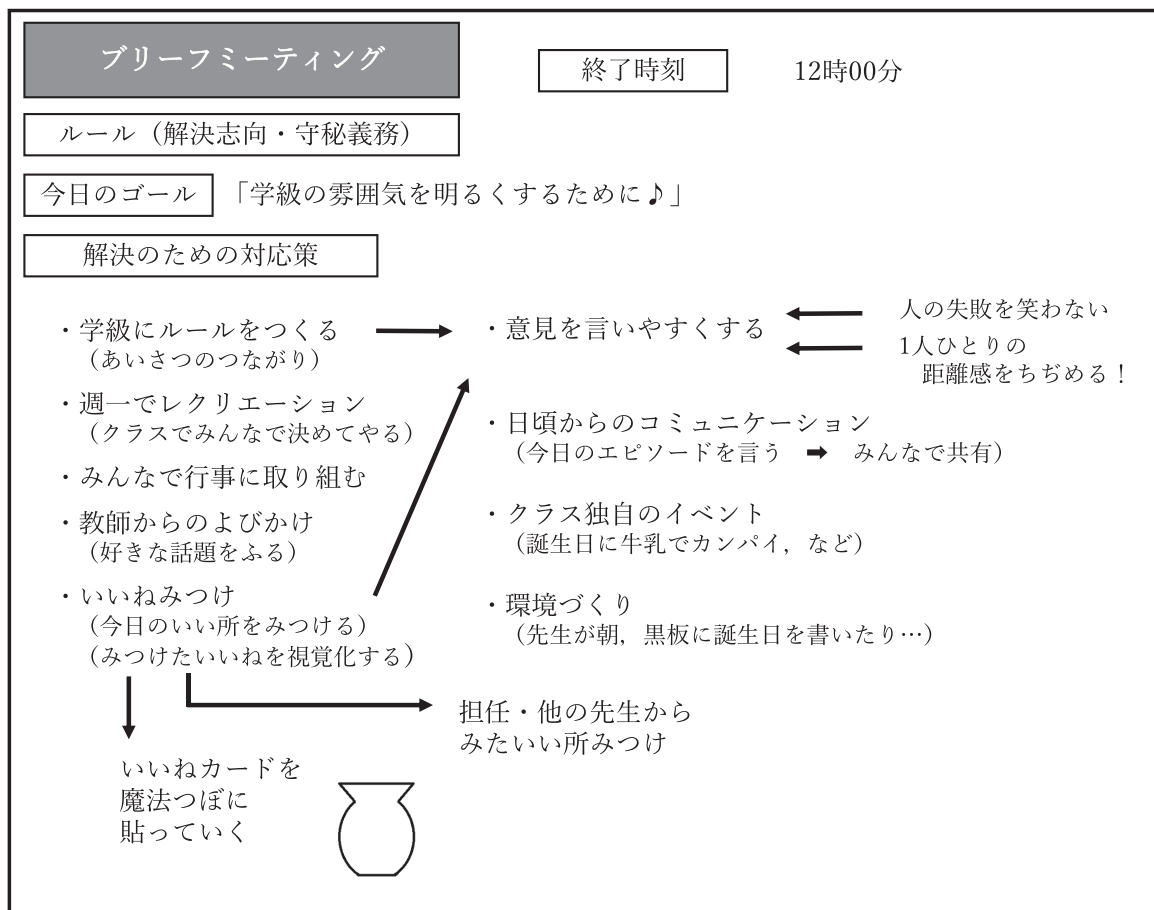 ブリーフミーティング
終了時刻
12時00分
ルール（解決志向・守秘義務）
今日のゴール
「学級の雰囲気を明るくするために♪」
解決のための対応策
・学級にルールをつくる
（あいさつのつながり）
・週一でレクリエーション
（クラスでみんなで決めてやる）
・みんなで行事に取り組む
・教師からのよびかけ
（好きな話題をふる）
・いいねみつけ
（今日のいい所をみつける）
（みつけたいいねを視覚化する）
いいねカードを
魔法つぼに
貼っていく
担任・他の先生から
みたいい所みつけ
・意見を言いやすくする
人の失敗を笑わない
1人ひとりの
距離感をちぢめる！
・日頃からのコミュニケーション
（今日のエピソードを言う ➡ みんなで共有）
・クラス独自のイベント
（誕生日に牛乳でカンパイ，など）
・環境づくり
（先生が朝，黒板に誕生日を書いたり…）